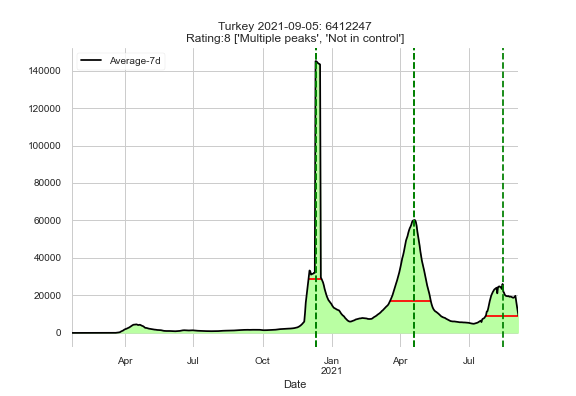 Turkey 2021-09-05: 6412247
Rating:8 ['Multiple peaks', 'Not in control']
Average-7d
140000
120000
100000
80000
60000
40000
20000
0
Apr Jul Oct Jan Apr Jul
2021
Date